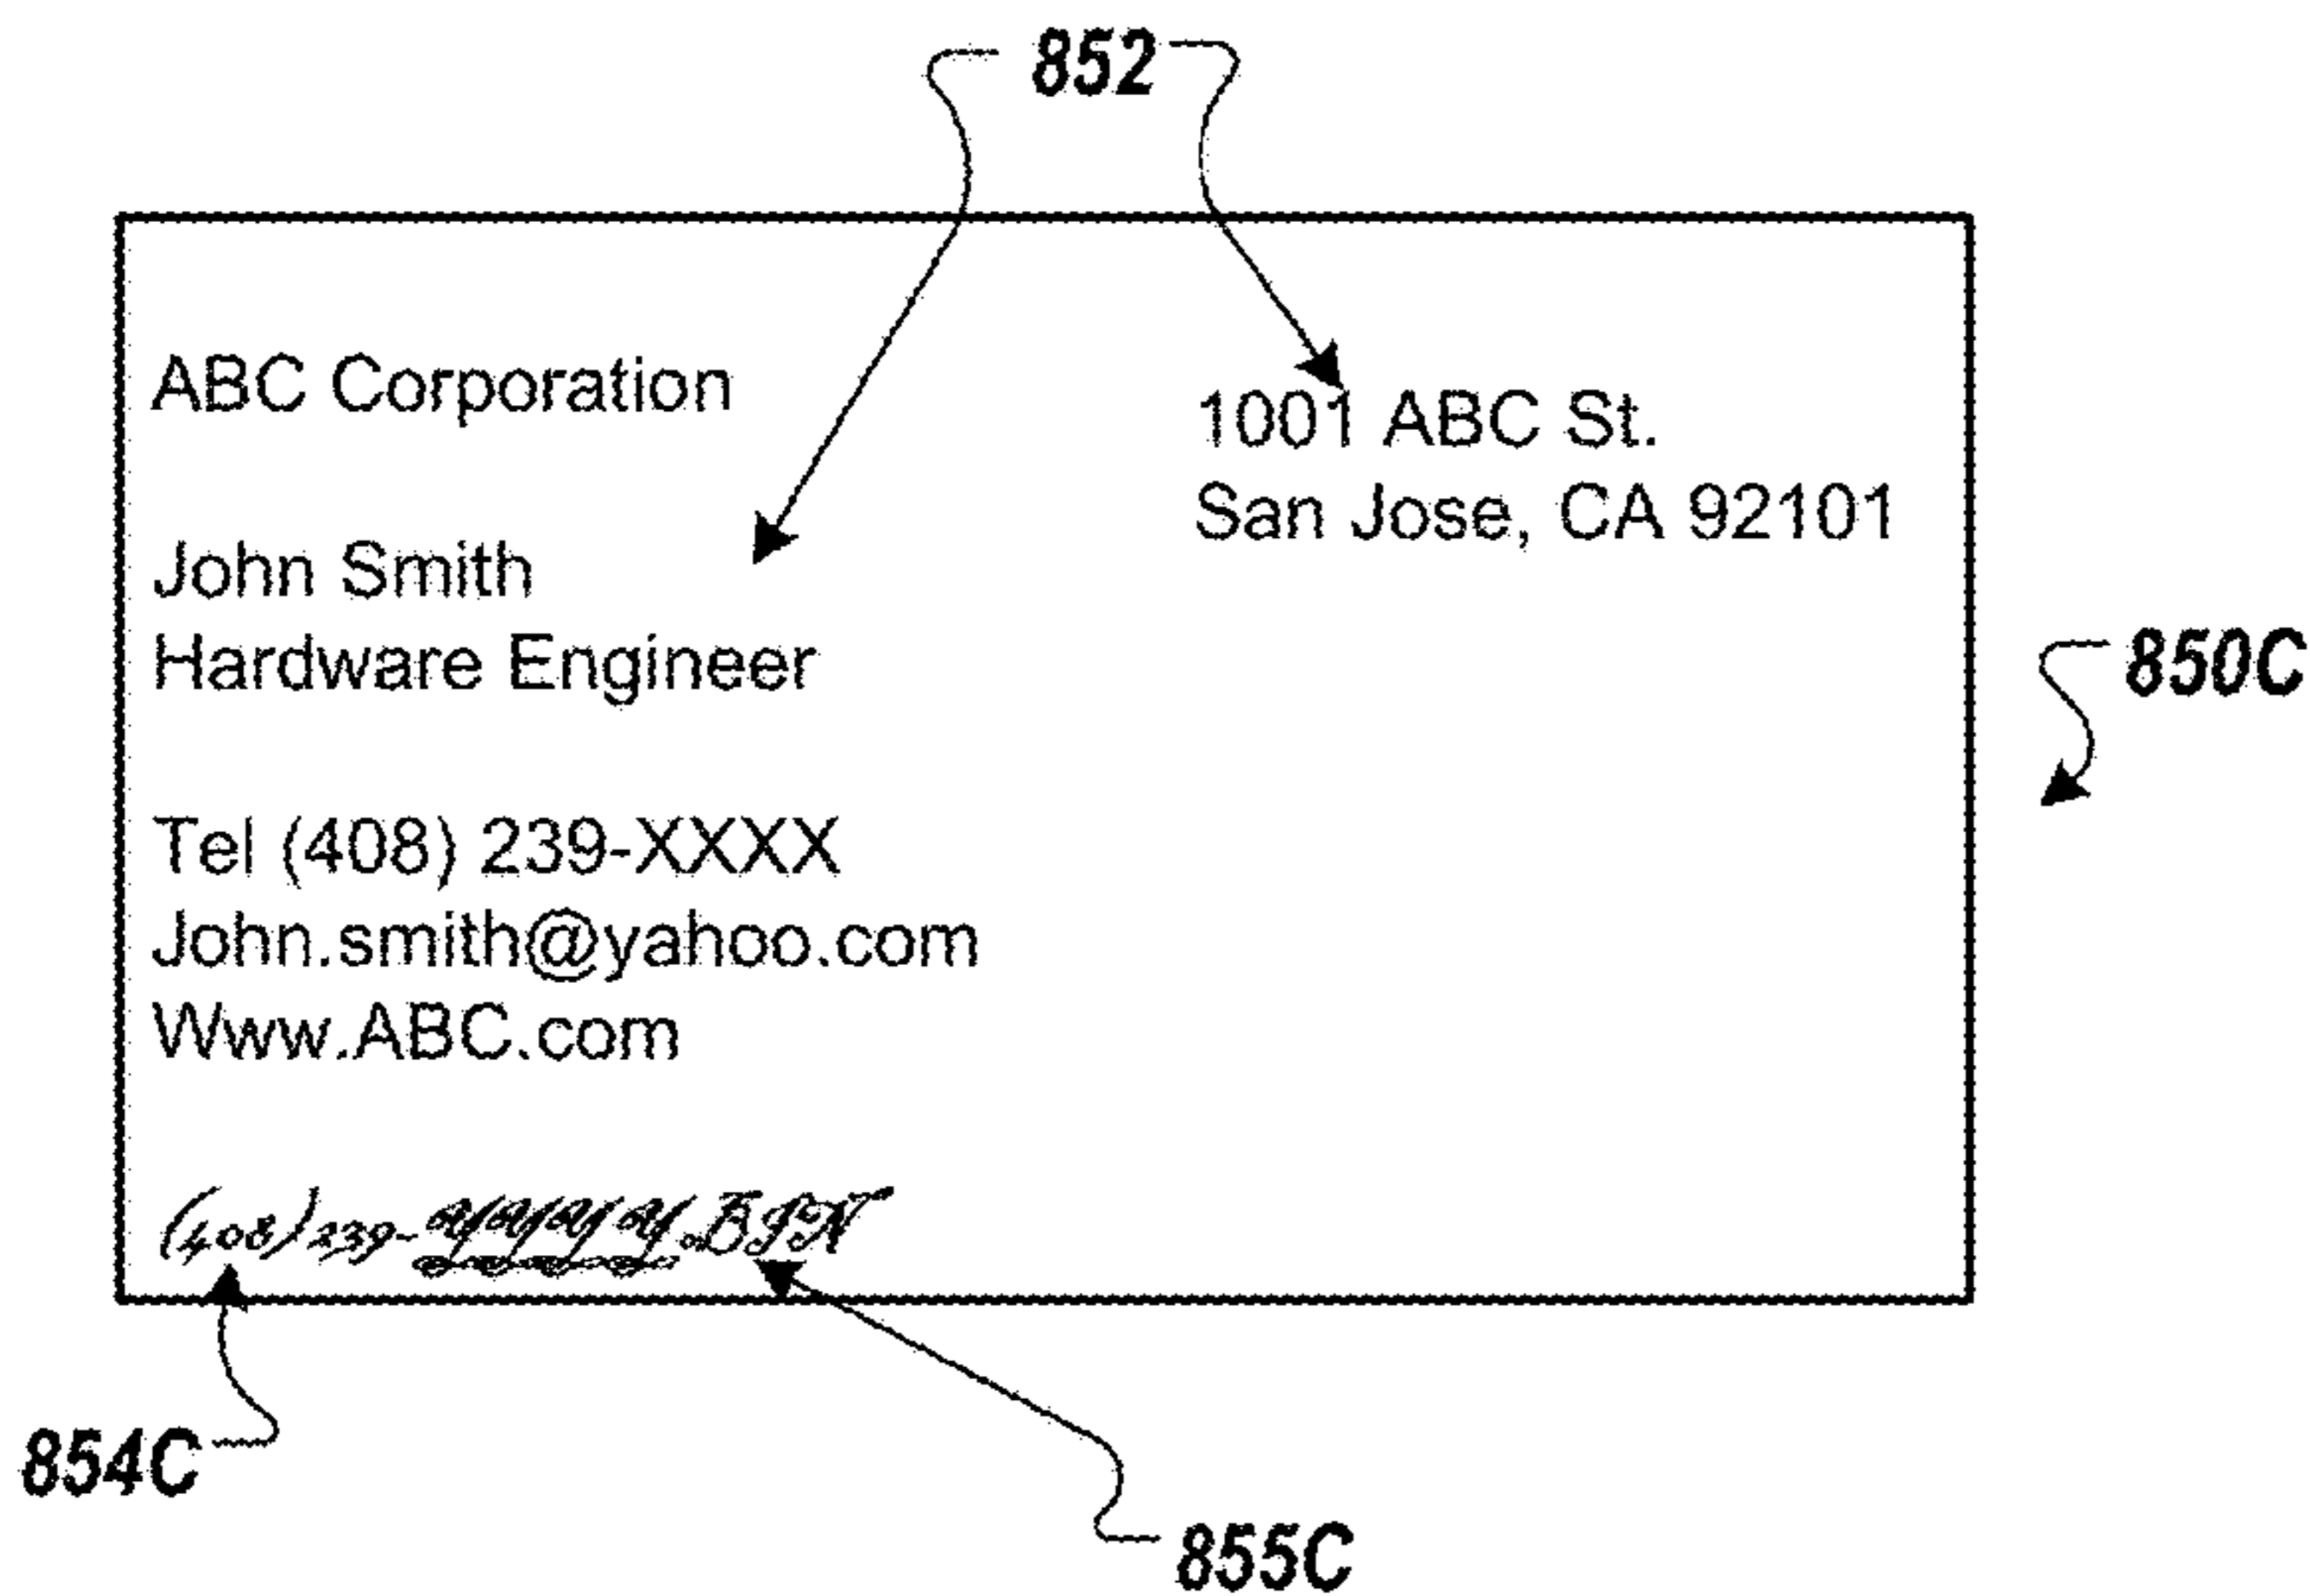 852
ABC Corporation
1001 ABC St.
San Jose, CA 92101
John Smith
Hardware Engineer
850C
Tel (408) 239-XXXX
John.smith@yahoo.com
Www.ABC.com
(408) 239-
854C
855C